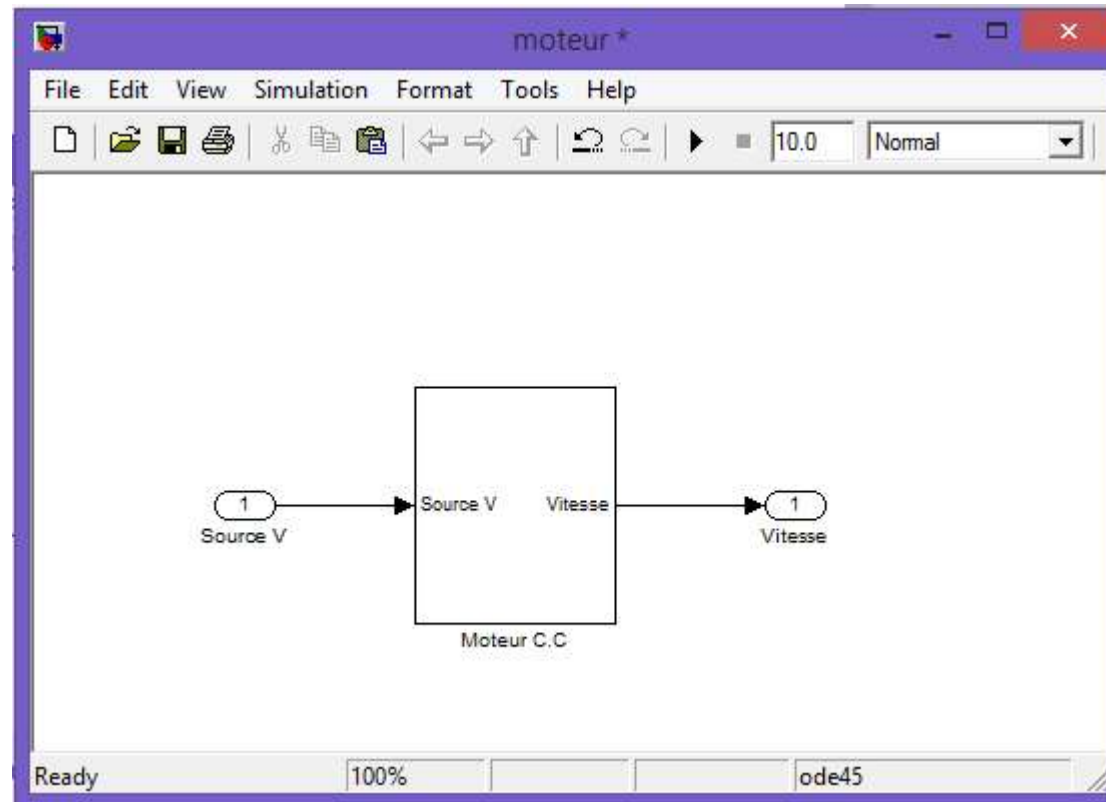 moteur *
File Edit View Simulation Format Tools Help
10.0 Normal
1 Source V Vitesse 1
Source V Vitesse
Moteur C.C
Ready 100% ode45